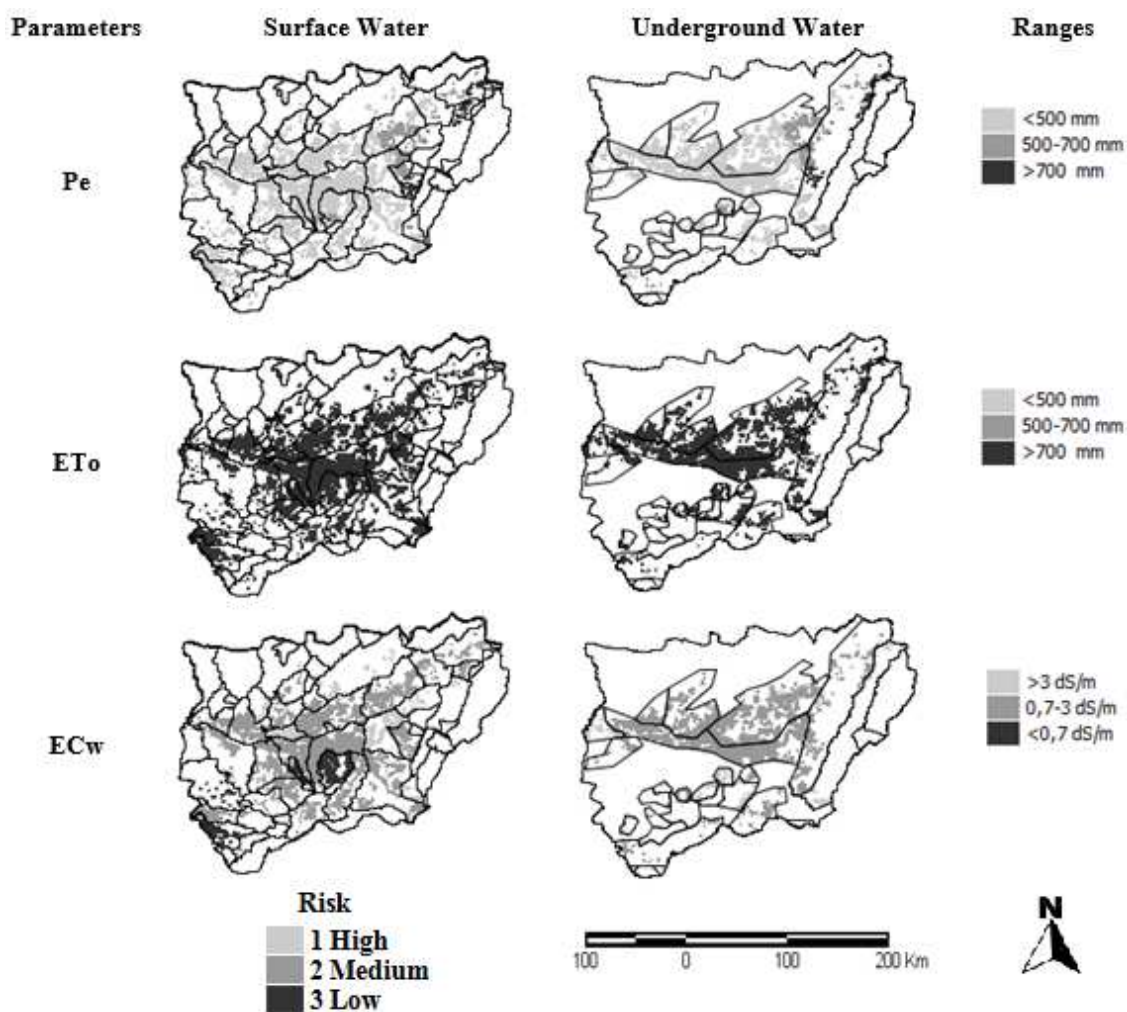 Parameters Surface Water Underground Water Ranges
Pe
<500 mm
500-700 mm
>700 mm
ETo
<500 mm
500-700 mm
>700 mm
ECw
>3 dS/m
0,7-3 dS/m
<0,7 dS/m
Risk
1 High
2 Medium
3 Low
100 0 100 200 Km
N